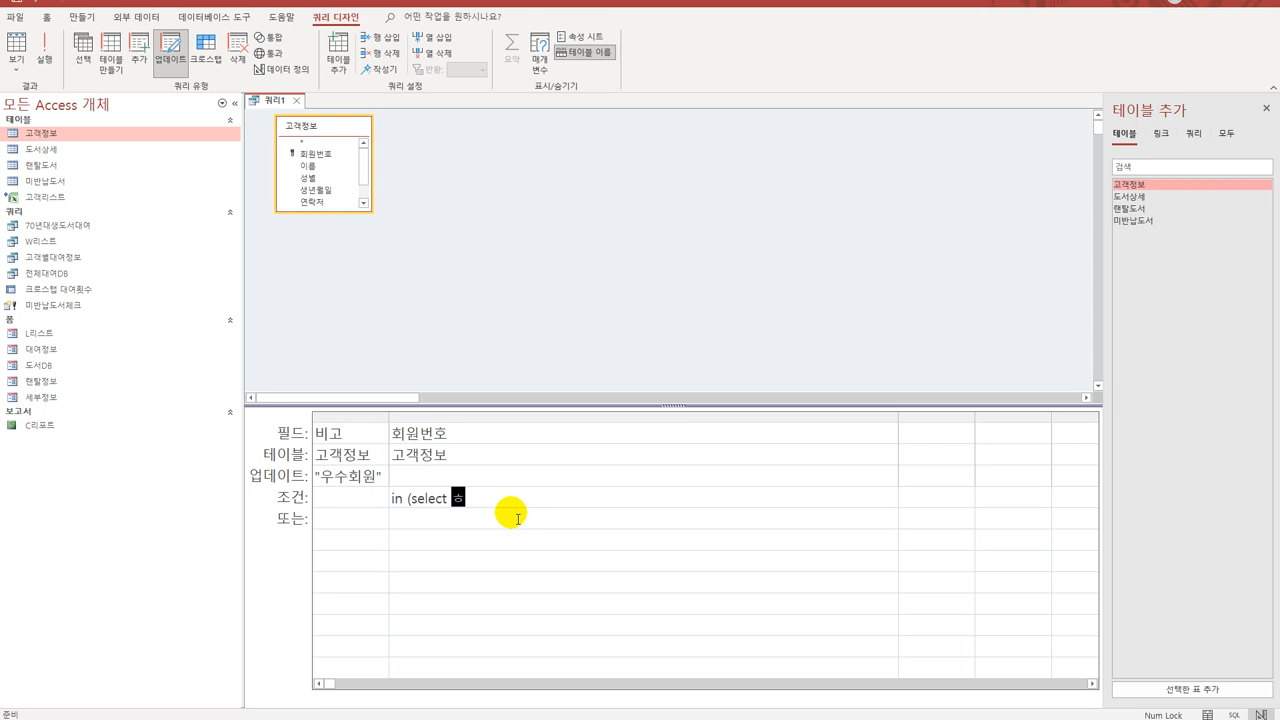 파일 홈 만들기 외부 데이터 데이터베이스 도구 도움말 쿼리 디자인 어떤 작업을 원하시나요?
보기 실행 선택 테이블 만들기 추가 업데이트 크로스탭 삭제
통합
통과
데이터 정의
테이블 추가
행 삽입
행 삭제
작성기
열 삽입
열 삭제
반환:
요약
매개 변수
속성 시트
테이블 이름
결과 쿼리 유형 쿼리 설정 표시/숨기기
모든 Access 개체
테이블
고객정보
도서상세
랜탈도서
미반납도서
고객리스트
쿼리
70년대생도서대여
W리스트
고객별대여정보
전체대여DB
크로스탭 대여횟수
미반납도서체크
폼
L리스트
대여정보
도서DB
랜탈정보
세부정보
보고서
C리포트
쿼리1
고객정보
*
회원번호
이름
성별
생년월일
연락저
필드: 비고 회원번호
테이블: 고객정보 고객정보
업데이트: "우수회원"
조건: in (select ㅎ
또는:
테이블 추가
테이블 링크 쿼리 모두
검색
고객정보
도서상세
랜탈도서
미반납도서
선택한 표 추가
준비
Num Lock
SQL